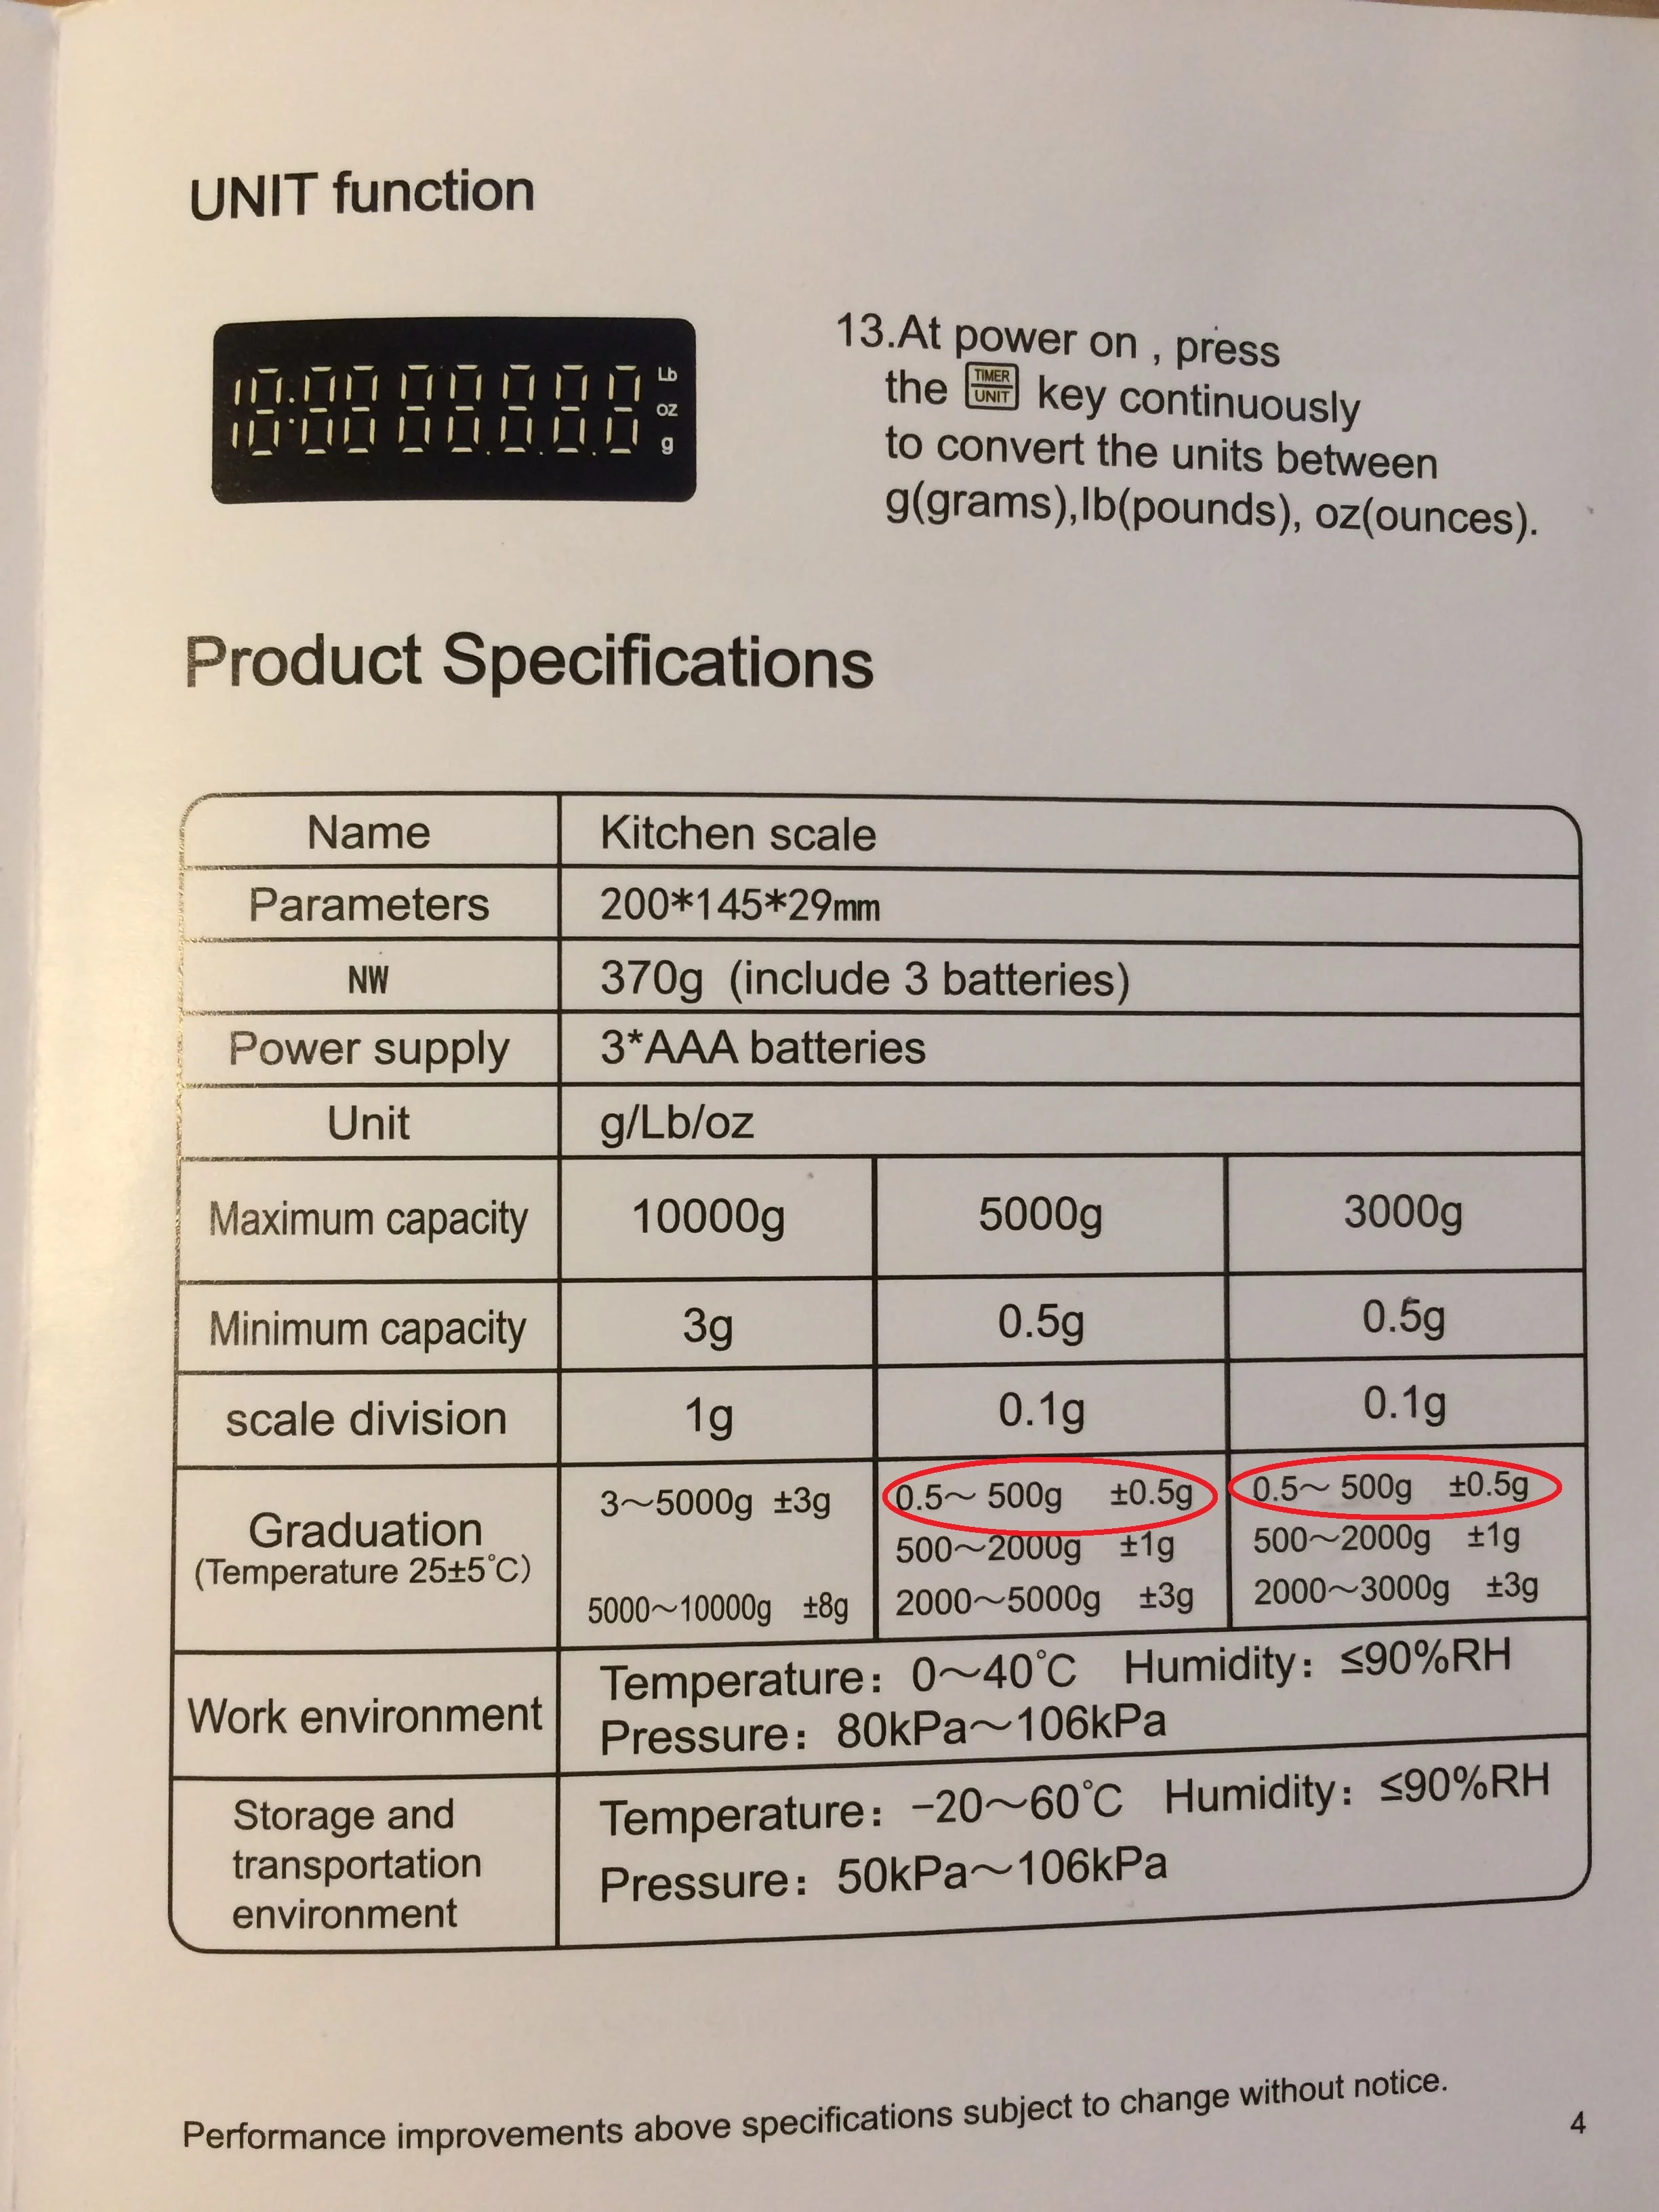 UNIT function
Lb
oz
g
13.At power on , press
the TIMER UNIT key continuously
to convert the units between
g(grams),lb(pounds), oz(ounces).
Product Specifications
Name Kitchen scale
Parameters 200*145*29mm
NW 370g (include 3 batteries)
Power supply 3*AAA batteries
Unit g/Lb/oz
Maximum capacity 10000g 5000g 3000g
Minimum capacity 3g 0.5g 0.5g
scale division 1g 0.1g 0.1g
Graduation
(Temperature 25±5℃)
3～5000g ±3g
5000～10000g ±8g
0.5～ 500g ±0.5g
500～2000g ±1g
2000～5000g ±3g
0.5～ 500g ±0.5g
500～2000g ±1g
2000～3000g ±3g
Work environment
Temperature：0～40℃ Humidity：≤90%RH
Pressure：80kPa～106kPa
Storage and
transportation
environment
Temperature：−20～60℃ Humidity：≤90%RH
Pressure：50kPa～106kPa
Performance improvements above specifications subject to change without notice.
4